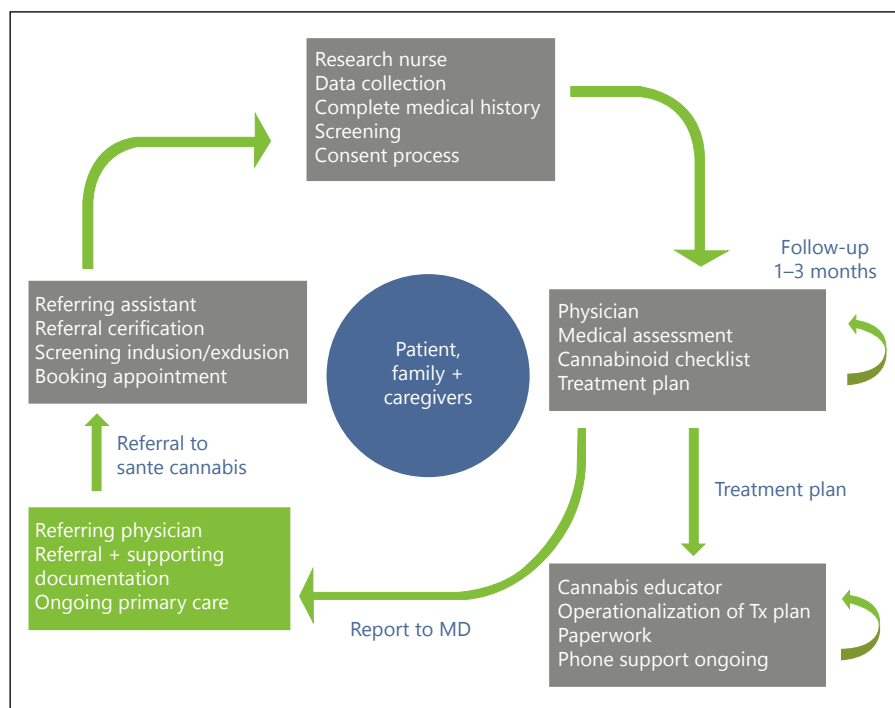 Research nurse
Data collection
Complete medical history
Screening
Consent process
Follow-up
1–3 months
Referring assistant
Referral cerification
Screening indusion/exdusion
Booking appointment
Patient,
family +
caregivers
Physician
Medical assessment
Cannabinoid checklist
Treatment plan
Referral to
sante cannabis
Treatment plan
Referring physician
Referral + supporting
documentation
Ongoing primary care
Report to MD
Cannabis educator
Operationalization of Tx plan
Paperwork
Phone support ongoing